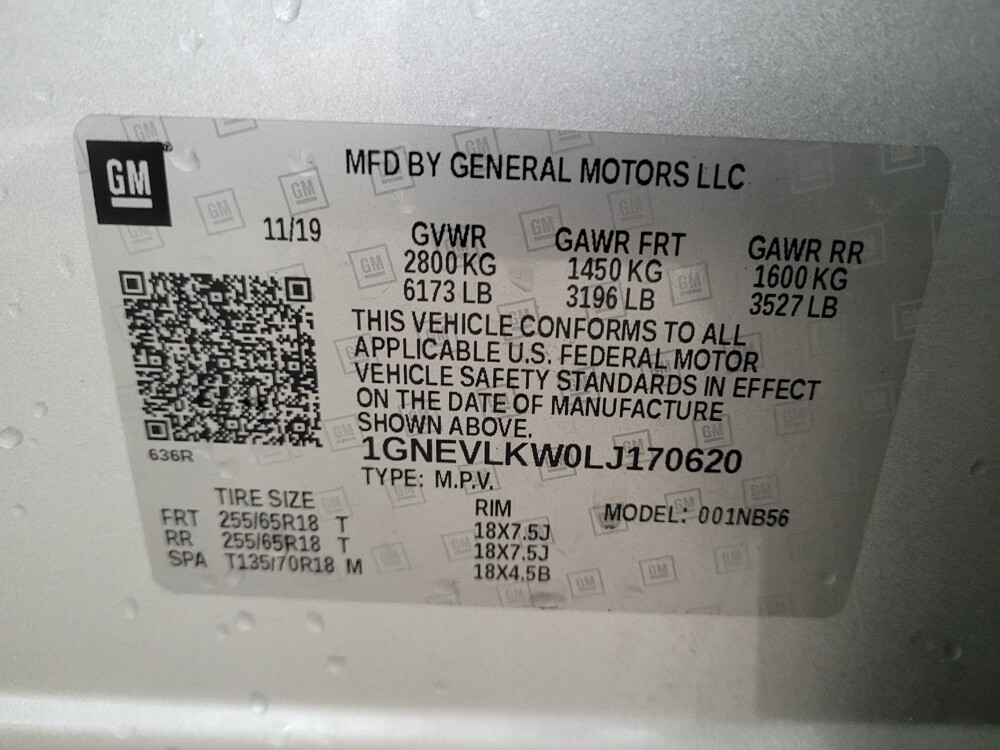 GM
MFD BY GENERAL MOTORS LLC
11/19 GVWR GAWR FRT GAWR RR
2800 KG 1450 KG 1600 KG
6173 LB 3196 LB 3527 LB
THIS VEHICLE CONFORMS TO ALL
APPLICABLE U.S. FEDERAL MOTOR
VEHICLE SAFETY STANDARDS IN EFFECT
ON THE DATE OF MANUFACTURE
SHOWN ABOVE.
636R
1GNEVLKW0LJ170620
TYPE: M.P.V.
TIRE SIZE RIM MODEL: 001NB56
FRT 255/65R18 T 18X7.5J
RR 255/65R18 T 18X7.5J
SPA T135/70R18 M 18X4.5B